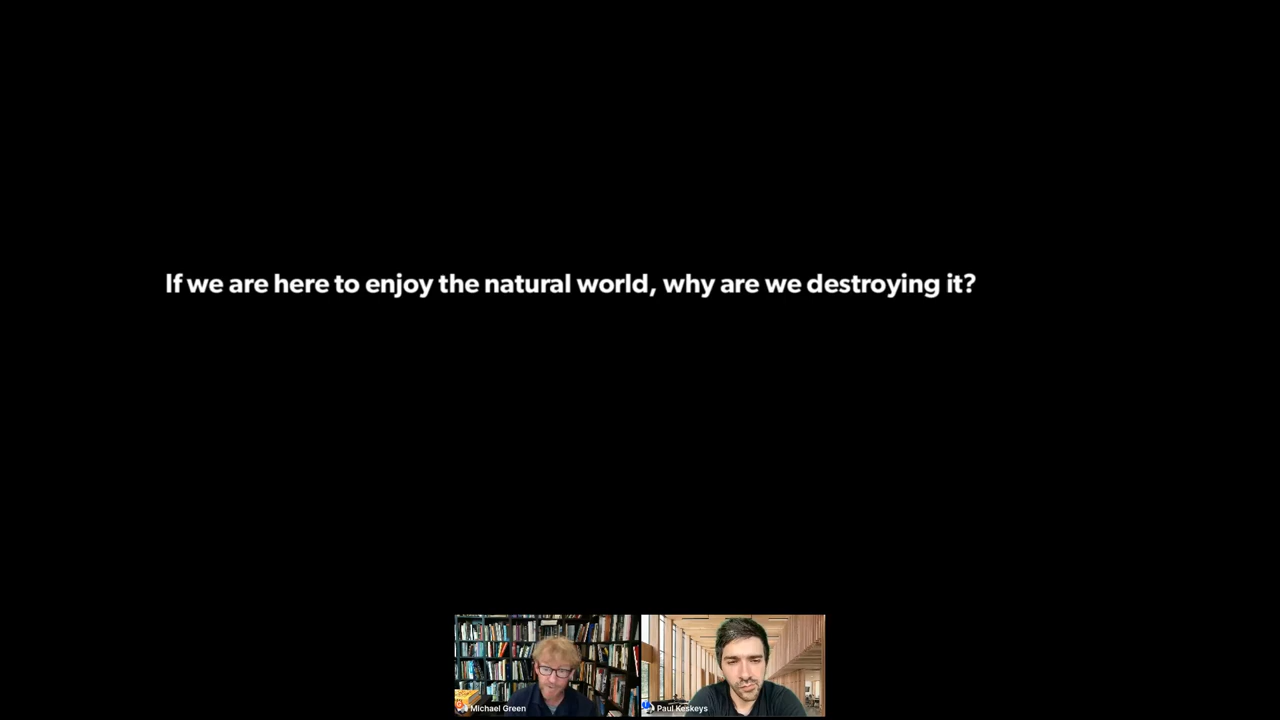 If we are here to enjoy the natural world, why are we destroying it?
Michael Green
Paul Keskeys